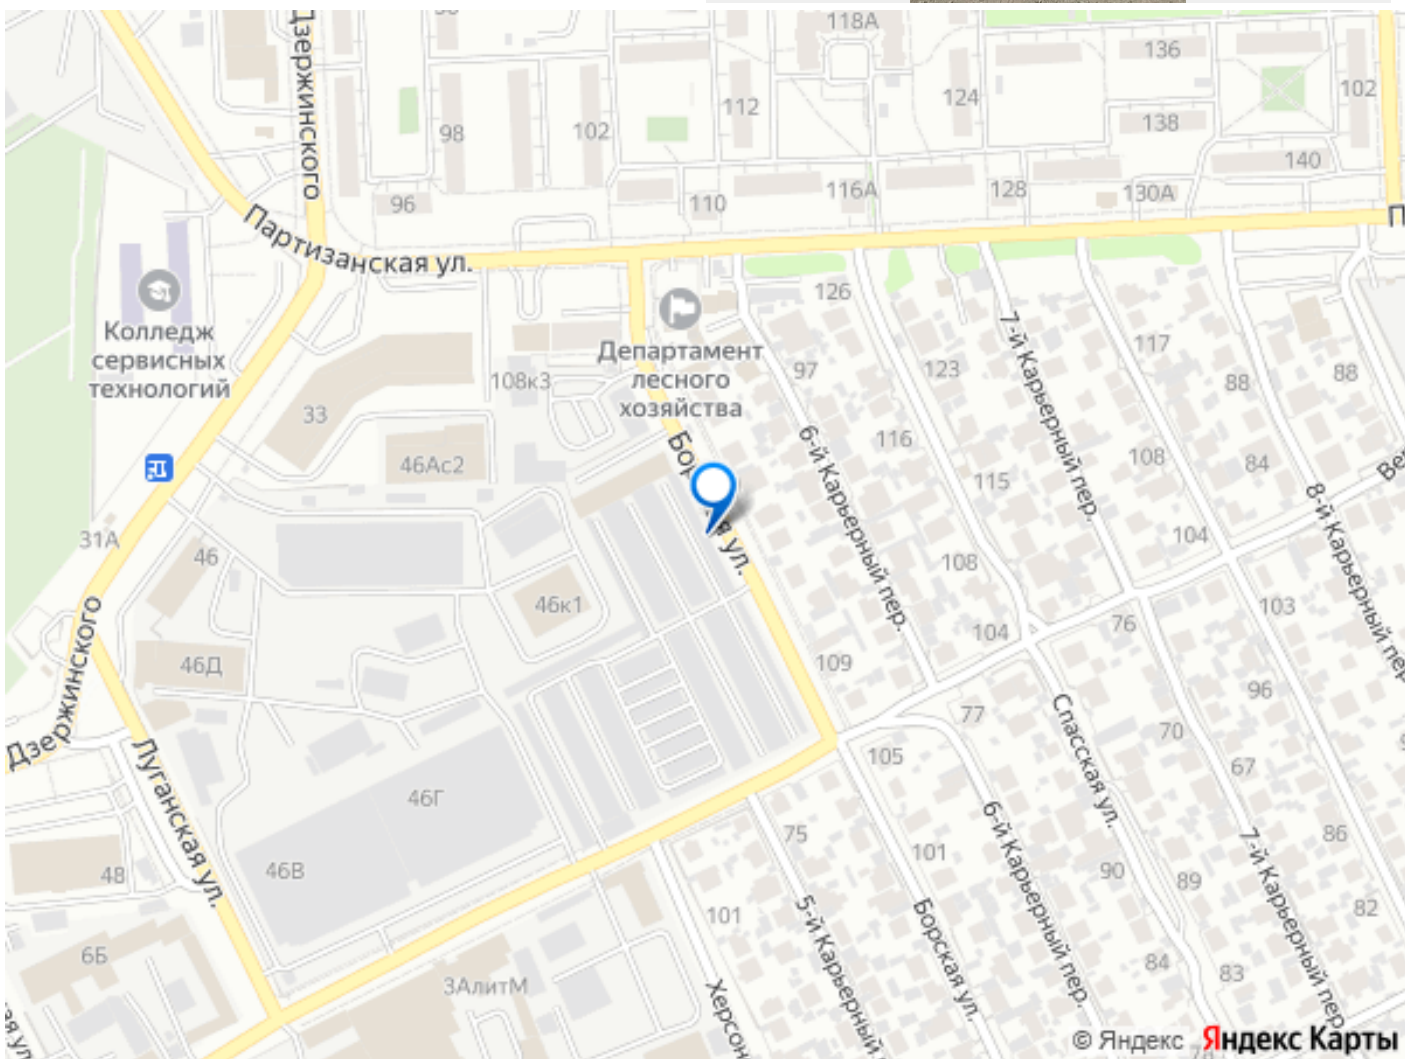 118А
136
Дзержинского
98
102
112
124
138
102
140
96
110
116А
128
130А
Партизанская ул.
Колледж
сервисных
технологий
Департамент
лесного
хозяйства
126
7-й Карьерный пер.
117
108к3
97
123
88
88
33
46Ас2
116
6-й Карьерный пер.
115
108
84
8-й Карьерный пер.
31А
46
104
108
46к1
103
104
76
Дзержинского
46Д
109
96
77
Спасская ул.
70
105
67
Луганская ул.
46Г
6-й Карьерный пер.
7-й Карьерный пер.
75
86
46В
101
90
89
48
101
5-й Карьерный
Борская ул.
82
6Б
84
83
3АлитМ
© Яндекс Яндекс Карты